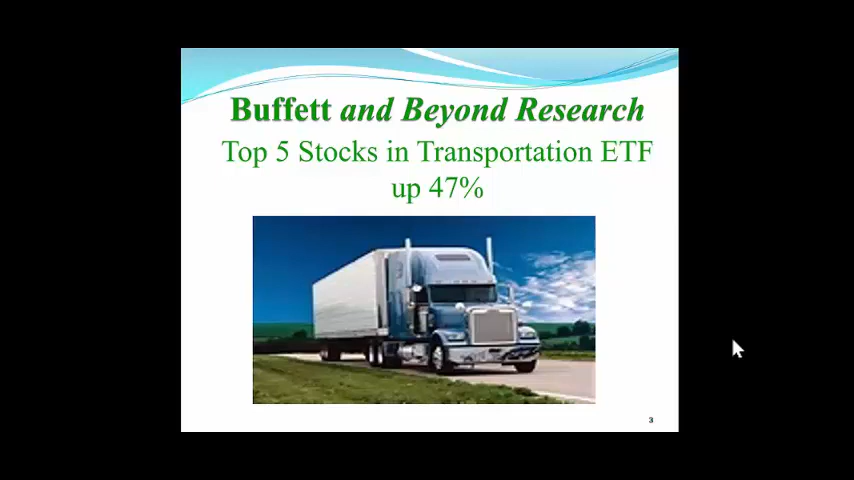 Buffett and Beyond Research
Top 5 Stocks in Transportation ETF
up 47%
3